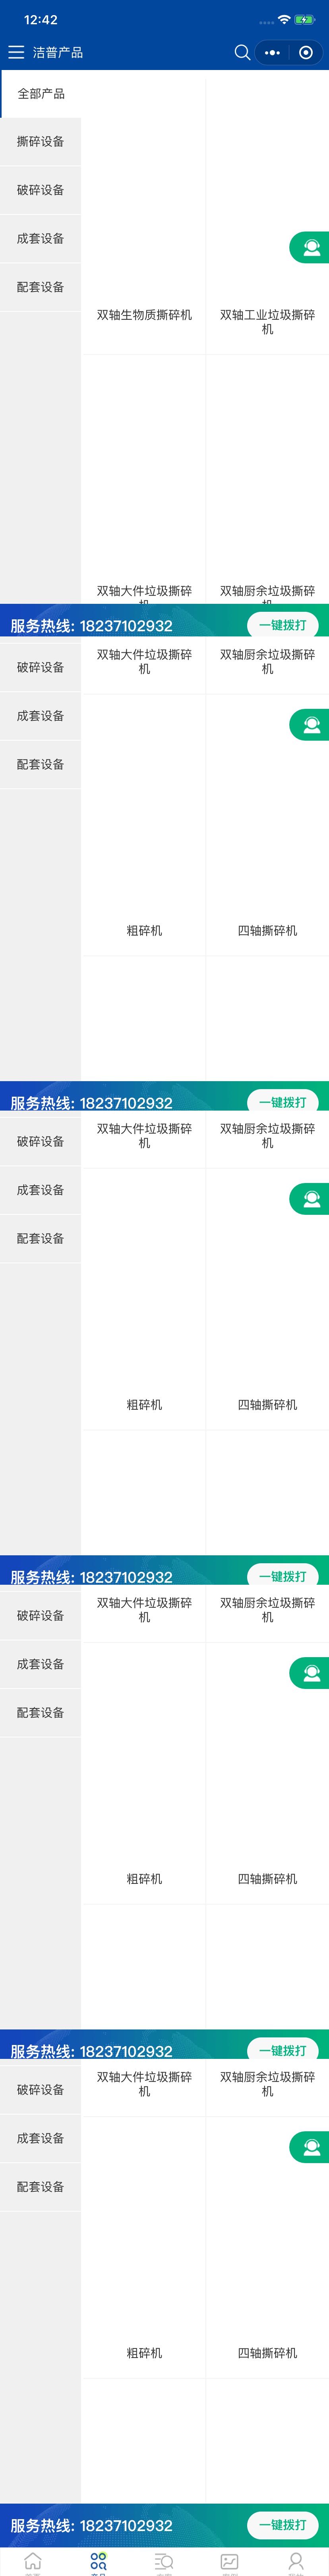 12:42
洁普产品
全部产品
撕碎设备
破碎设备
成套设备
配套设备
双轴生物质撕碎机
双轴工业垃圾撕碎
机
双轴大件垃圾撕碎
双轴厨余垃圾撕碎
服务热线: 18237102932
一键拨打
双轴大件垃圾撕碎
机
双轴厨余垃圾撕碎
机
破碎设备
成套设备
配套设备
粗碎机
四轴撕碎机
服务热线: 18237102932
一键拨打
双轴大件垃圾撕碎
机
双轴厨余垃圾撕碎
机
破碎设备
成套设备
配套设备
粗碎机
四轴撕碎机
服务热线: 18237102932
一键拨打
双轴大件垃圾撕碎
机
双轴厨余垃圾撕碎
机
破碎设备
成套设备
配套设备
粗碎机
四轴撕碎机
服务热线: 18237102932
一键拨打
双轴大件垃圾撕碎
机
双轴厨余垃圾撕碎
机
破碎设备
成套设备
配套设备
粗碎机
四轴撕碎机
服务热线: 18237102932
一键拨打